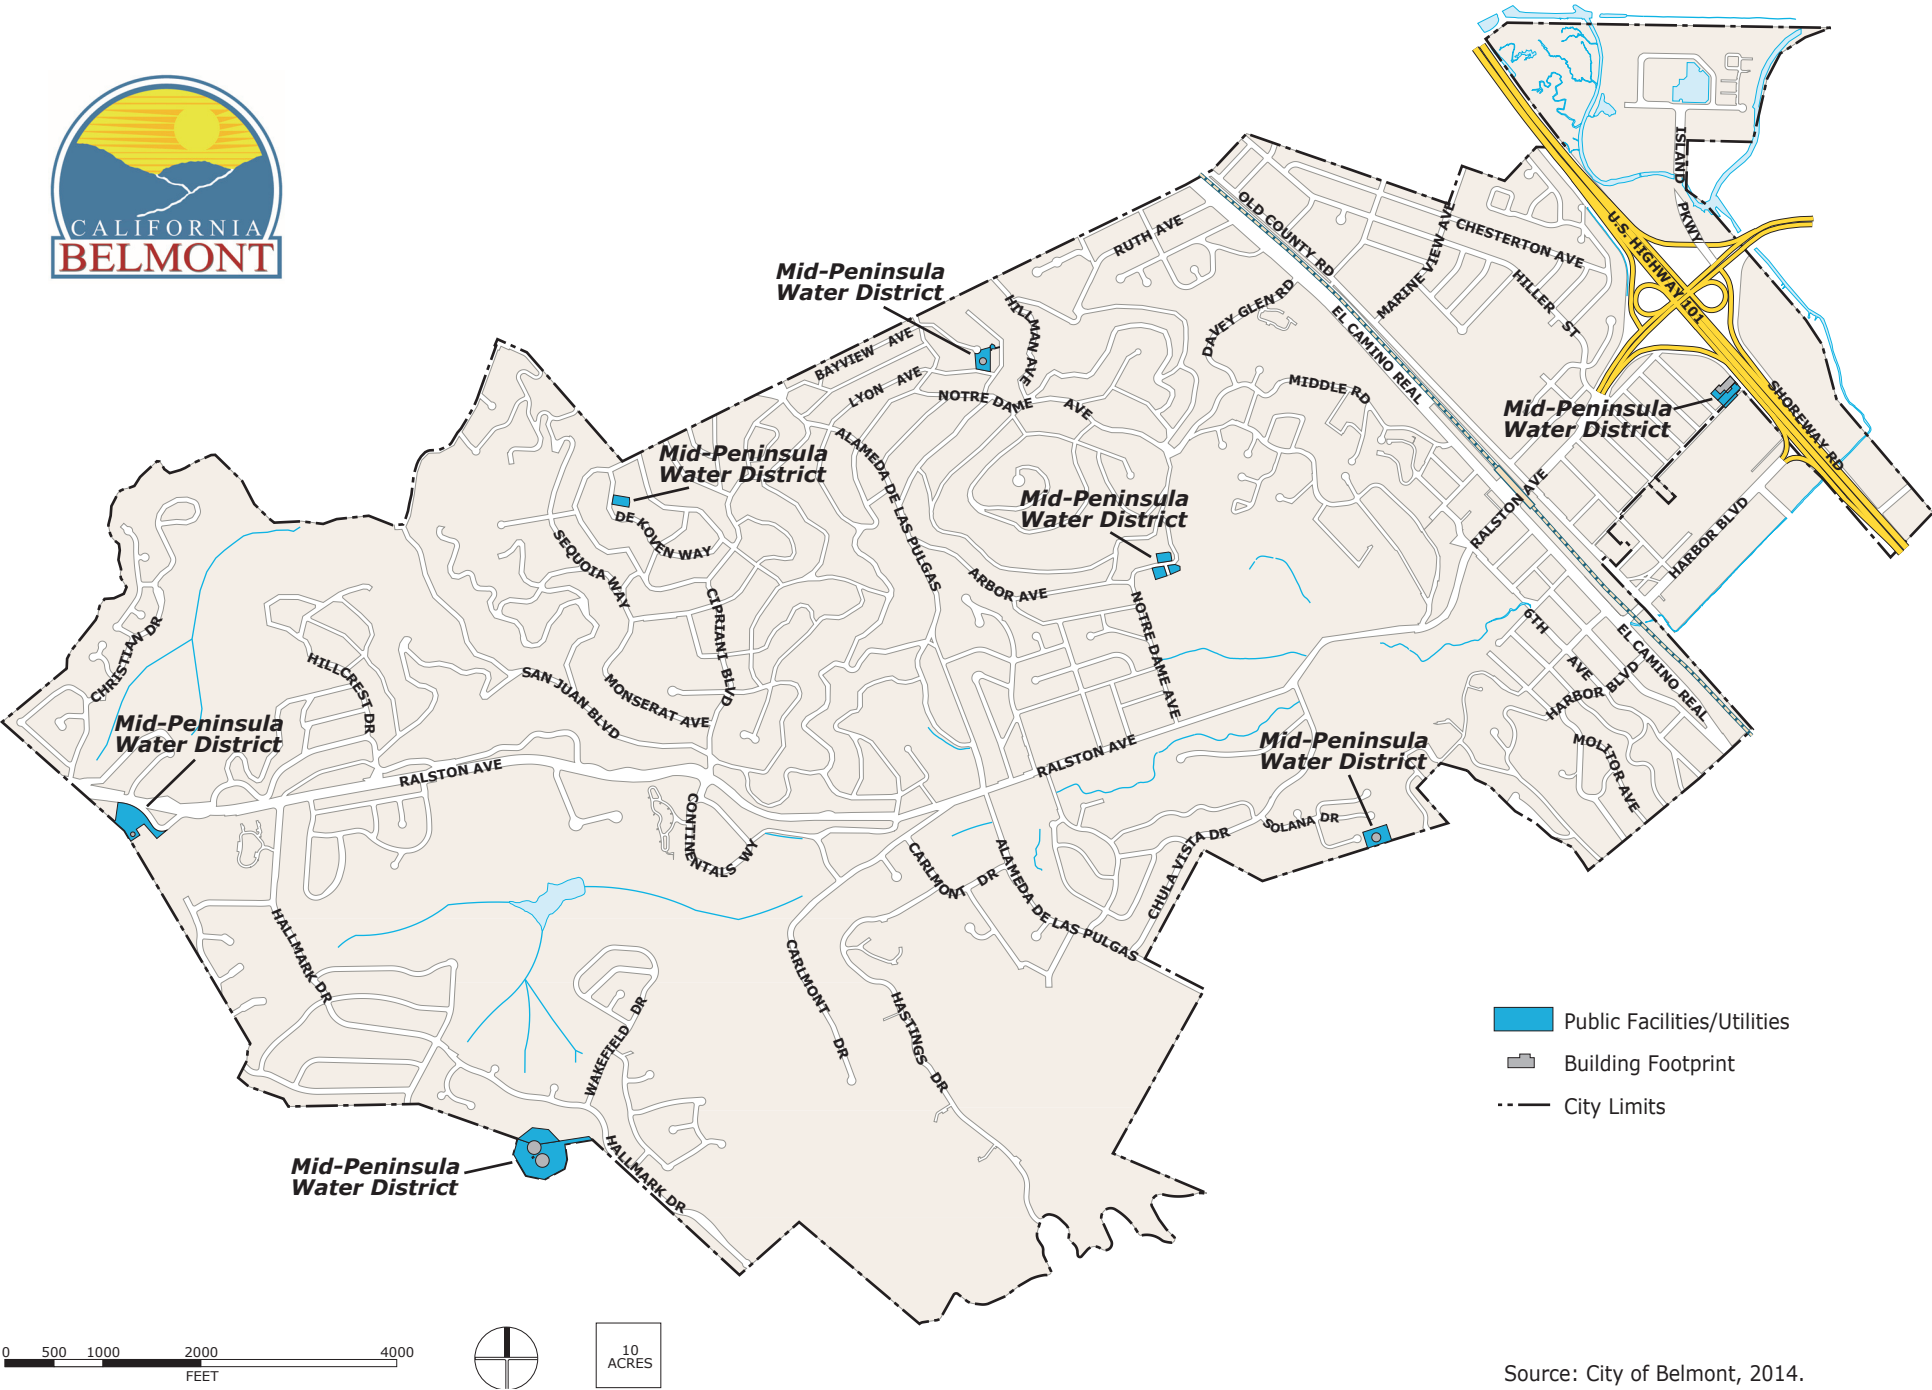 CALIFORNIA
BELMONT
ISLAND PKWY
U.S. HIGHWAY 101
SHOREWAY RD
OLD COUNTY RD
MARINE VIEW AVE
CHESTERTON AVE
HILLER ST
RUTH AVE
Mid-Peninsula
Water District
HILLMAN AVE
DAVEY GLEN RD
EL CAMINO REAL
BAYVIEW AVE
LYON AVE
NOTRE DAME AVE
MIDDLE RD
Mid-Peninsula
Water District
ALAMEDA DE LAS PULGAS
Mid-Peninsula
Water District
Mid-Peninsula
Water District
RALSTON AVE
HARBOR BLVD
DE KOVEN WAY
SEQUOIA WAY
CIPRIANI BLVD
ARBOR AVE
NOTRE DAME AVE
6TH AVE
EL CAMINO REAL
HARBOR BLVD
MOLITOR AVE
CHRISTIAN DR
HILLCREST DR
SAN JUAN BLVD
MONSERAT AVE
Mid-Peninsula
Water District
RALSTON AVE
RALSTON AVE
Mid-Peninsula
Water District
CONTINENTALS WY
SOLANA DR
CHULA VISTA DR
CARLMONT DR
ALAMEDA DE LAS PULGAS
HALLMARK DR
CARLMONT DR
HASTINGS DR
WAKEFIELD DR
Mid-Peninsula
Water District
HALLMARK DR
Public Facilities/Utilities
Building Footprint
City Limits
0 500 1000 2000 4000
FEET
10
ACRES
Source: City of Belmont, 2014.